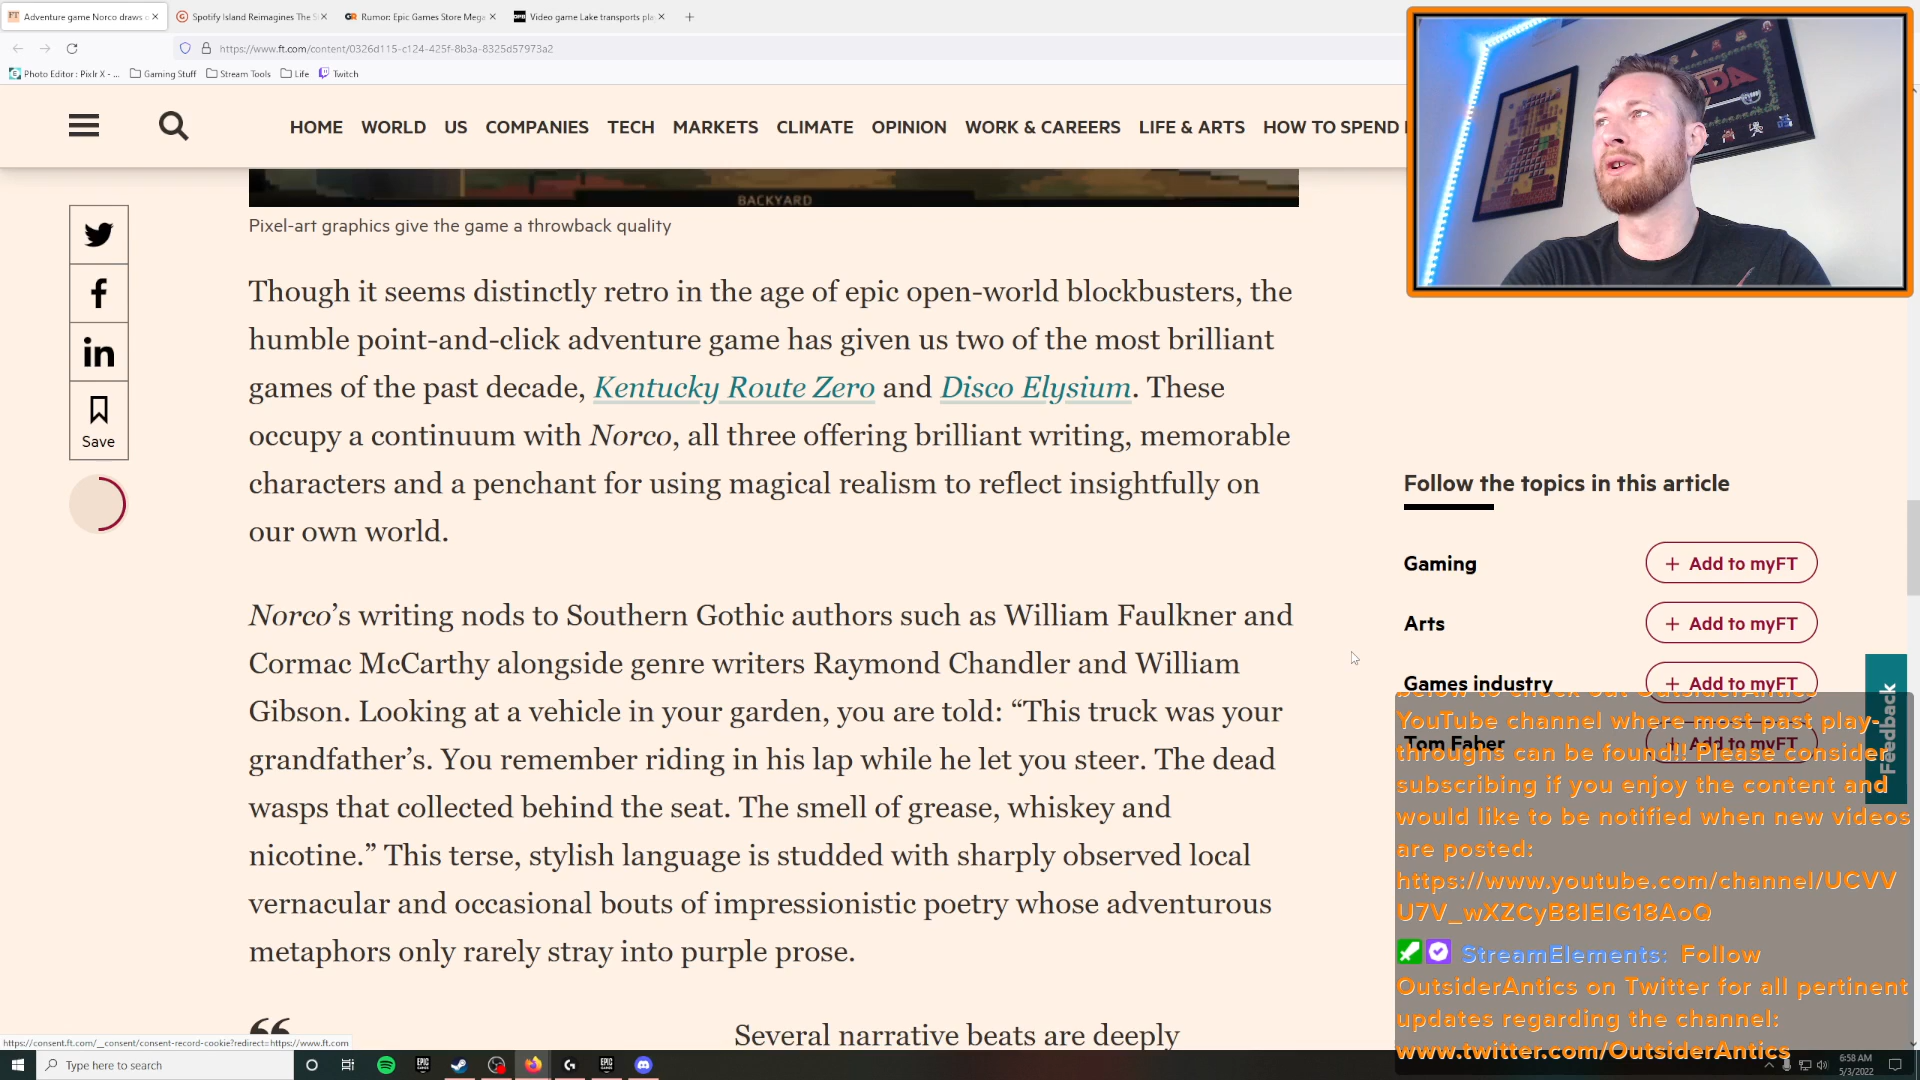 Adventure game Norco draws
Spotify Island Reimagines The S
Rumor: Epic Games Store Mega
Video game Lake transports pla
https://www.ft.com/content/0326d115-c124-425f-8b3a-8325d57973a2
Photo Editor : Pixlr X - ...
Gaming Stuff
Stream Tools
Life
Twitch
HOME WORLD US COMPANIES TECH MARKETS CLIMATE OPINION WORK & CAREERS LIFE & ARTS HOW TO SPEND
BACKYARD
Pixel-art graphics give the game a throwback quality
Save
Though it seems distinctly retro in the age of epic open-world blockbusters, the
humble point-and-click adventure game has given us two of the most brilliant
games of the past decade, Kentucky Route Zero and Disco Elysium. These
occupy a continuum with Norco, all three offering brilliant writing, memorable
characters and a penchant for using magical realism to reflect insightfully on
our own world.
Norco’s writing nods to Southern Gothic authors such as William Faulkner and
Cormac McCarthy alongside genre writers Raymond Chandler and William
Gibson. Looking at a vehicle in your garden, you are told: “This truck was your
grandfather’s. You remember riding in his lap while he let you steer. The dead
wasps that collected behind the seat. The smell of grease, whiskey and
nicotine.” This terse, stylish language is studded with sharply observed local
vernacular and occasional bouts of impressionistic poetry whose adventurous
metaphors only rarely stray into purple prose.
“
Several narrative beats are deeply
Follow the topics in this article
Gaming + Add to myFT
Arts + Add to myFT
Games industry + Add to myFT
Tom Faber + Add to myFT
Feedback
below to check out OutsiderAntics
YouTube channel where most past play-
throughs can be found!! Please consider
subscribing if you enjoy the content and
would like to be notified when new videos
are posted:
https://www.youtube.com/channel/UCVV
U7V_wXZCyB8IEIG18AoQ
StreamElements: Follow
OutsiderAntics on Twitter for all pertinent
updates regarding the channel:
www.twitter.com/OutsiderAntics
https://consent.ft.com/__consent/consent-record-cookie?redirect=https://www.ft.com
Type here to search
6:58 AM
5/3/2022